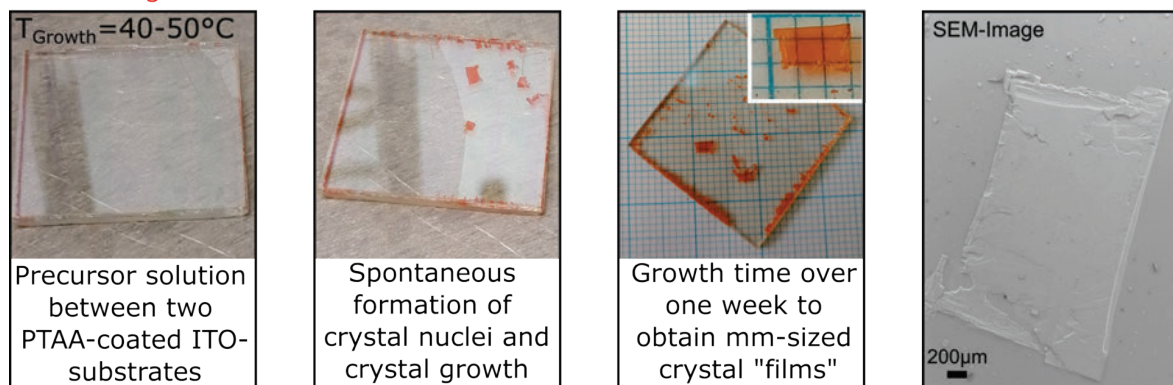 T_Growth=40-50°C
SEM-Image
200µm
Precursor solution
between two
PTAA-coated ITO-
substrates
Spontaneous
formation of
crystal nuclei and
crystal growth
Growth time over
one week to
obtain mm-sized
crystal "films"